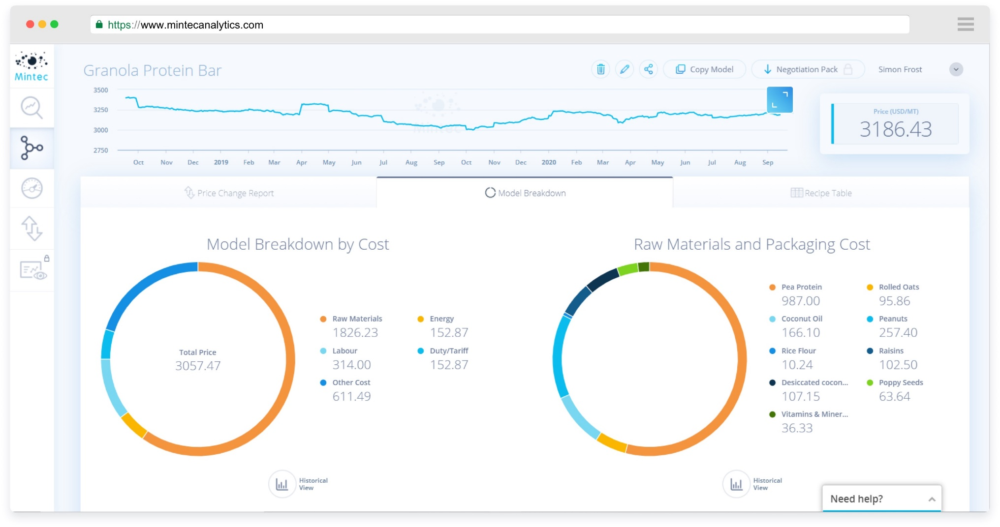 https://www.mintecanalytics.com
Mintec
Granola Protein Bar
Copy Model
Negotiation Pack
Simon Frost
3500
3250
3000
2750
Mintec
Oct Nov Dec 2019 Feb Mar Apr May Jun Jul Aug Sep Oct Nov Dec 2020 Feb Mar Apr May Jun Jul Aug Sep
Price (USD/MT)
3186.43
Price Change Report
Model Breakdown
Recipe Table
Model Breakdown by Cost
Total Price
3057.47
Raw Materials
1826.23
Energy
152.87
Labour
314.00
Duty/Tariff
152.87
Other Cost
611.49
Historical
View
Raw Materials and Packaging Cost
Pea Protein
987.00
Rolled Oats
95.86
Coconut Oil
166.10
Peanuts
257.40
Rice Flour
10.24
Raisins
102.50
Desiccated cocon...
107.15
Poppy Seeds
63.64
Vitamins & Miner...
36.33
Historical
View
Need help?